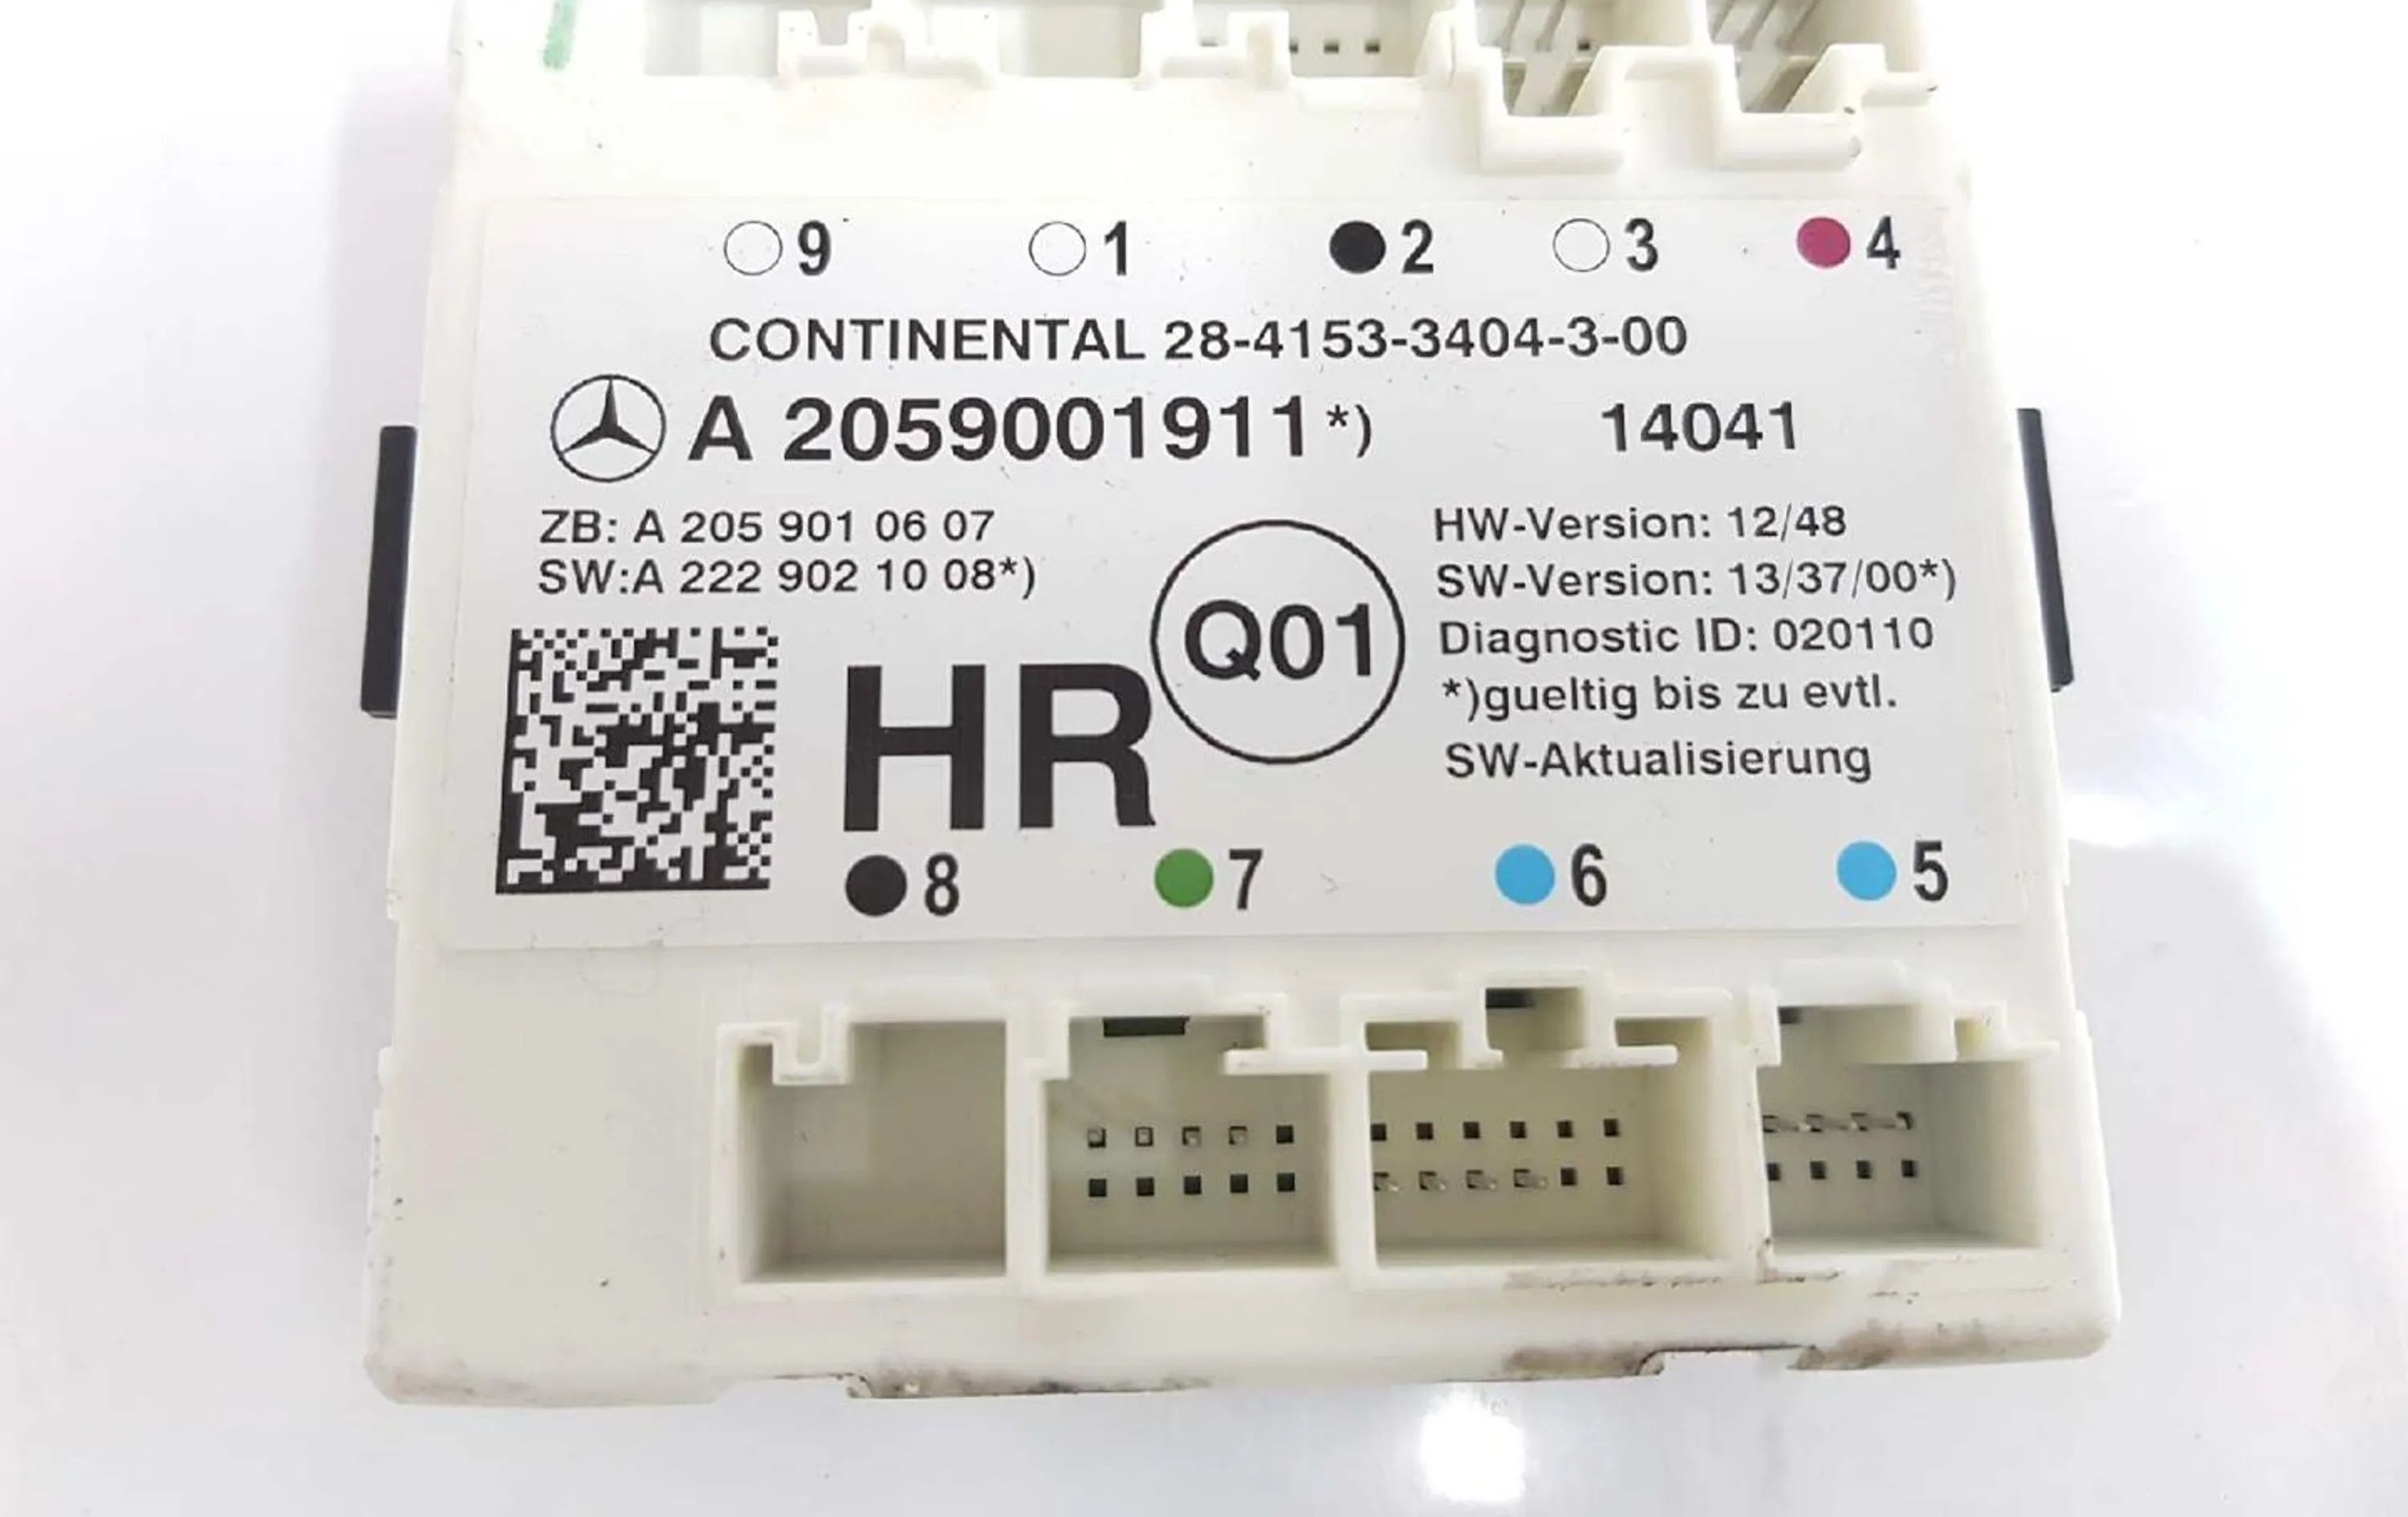 9 1 2 3 4
CONTINENTAL 28-4153-3404-3-00
A 2059001911*) 14041
ZB: A 205 901 06 07
SW:A 222 902 10 08*)
HR
Q01
HW-Version: 12/48
SW-Version: 13/37/00*)
Diagnostic ID: 020110
*)gueltig bis zu evtl.
SW-Aktualisierung
8 7 6 5